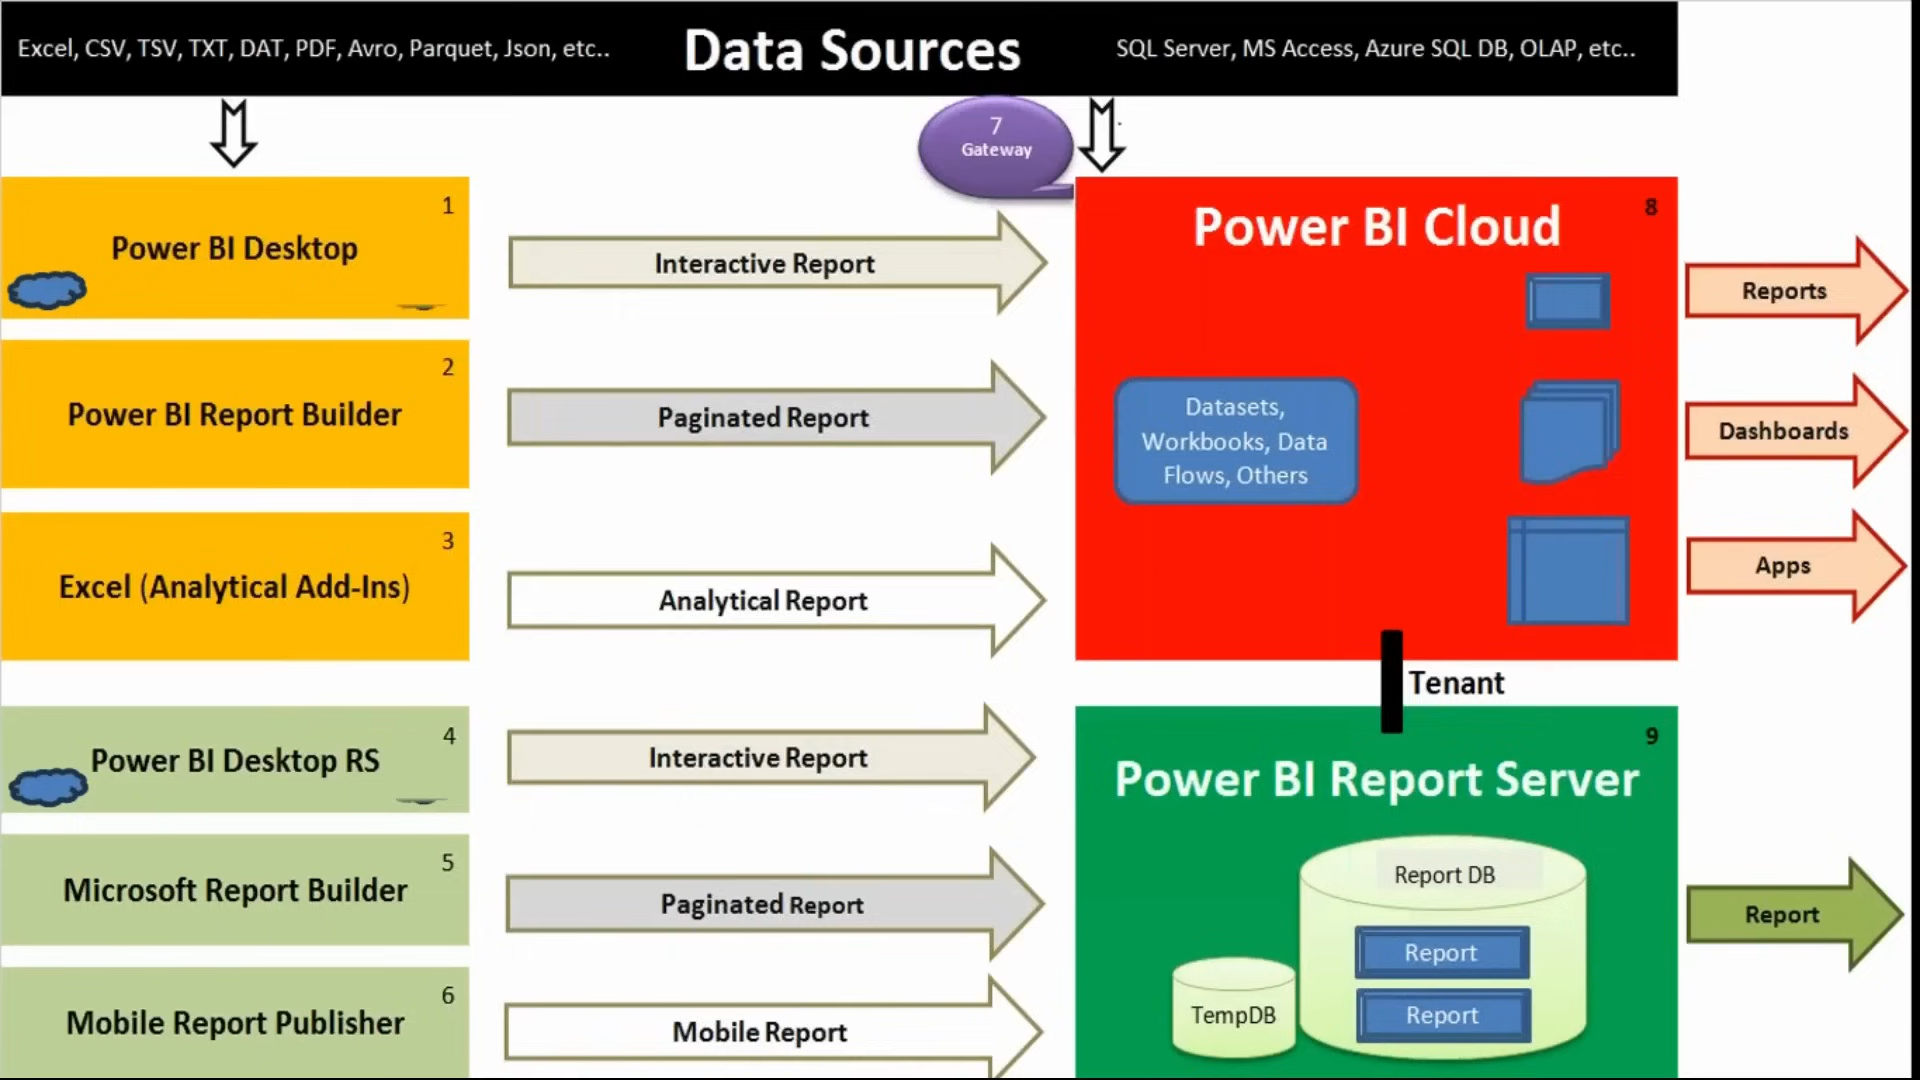 Excel, CSV, TSV, TXT, DAT, PDF, Avro, Parquet, Json, etc..
Data Sources
SQL Server, MS Access, Azure SQL DB, OLAP, etc..
7
Gateway
1
Power BI Desktop
Interactive Report
2
Power BI Report Builder
Paginated Report
3
Excel (Analytical Add-Ins)
Analytical Report
8
Power BI Cloud
Datasets,
Workbooks, Data
Flows, Others
Reports
Dashboards
Apps
Tenant
4
Power BI Desktop RS
Interactive Report
5
Microsoft Report Builder
Paginated Report
6
Mobile Report Publisher
Mobile Report
9
Power BI Report Server
Report DB
Report
Report
TempDB
Report